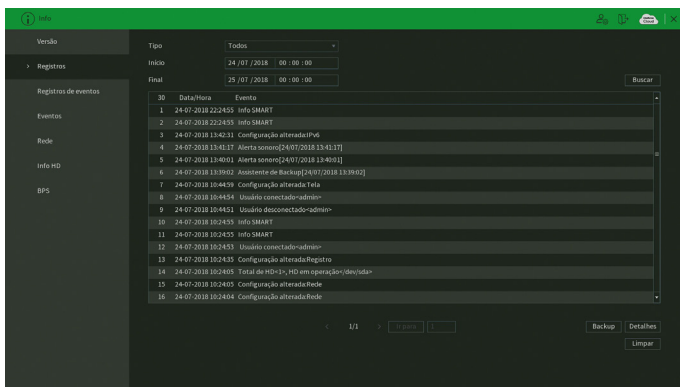 Info
Versão
Registros
Registros de eventos
Eventos
Rede
Info HD
BPS
Tipo Todos
Início 24 /07 /2018 00 : 00 : 00
Final 25 /07 /2018 00 : 00 : 00
Buscar
30 Data/Hora Evento
1 24-07-2018 22:24:55 Info SMART
2 24-07-2018 22:24:55 Info SMART
3 24-07-2018 13:42:31 Configuração alterada:IPv6
4 24-07-2018 13:41:17 Alerta sonoro[24/07/2018 13:41:17]
5 24-07-2018 13:40:01 Alerta sonoro[24/07/2018 13:40:01]
6 24-07-2018 13:39:02 Assistente de Backup[24/07/2018 13:39:02]
7 24-07-2018 10:44:59 Configuração alterada:Tela
8 24-07-2018 10:44:54 Usuário conectado<admin>
9 24-07-2018 10:44:51 Usuário desconectado<admin>
10 24-07-2018 10:24:55 Info SMART
11 24-07-2018 10:24:55 Info SMART
12 24-07-2018 10:24:53 Usuário conectado<admin>
13 24-07-2018 10:24:35 Configuração alterada:Registro
14 24-07-2018 10:24:05 Total de HD<1>, HD em operação</dev/sda>
15 24-07-2018 10:24:05 Configuração alterada:Rede
16 24-07-2018 10:24:04 Configuração alterada:Rede
1/1 Ir para 1
Backup Detalhes
Limpar